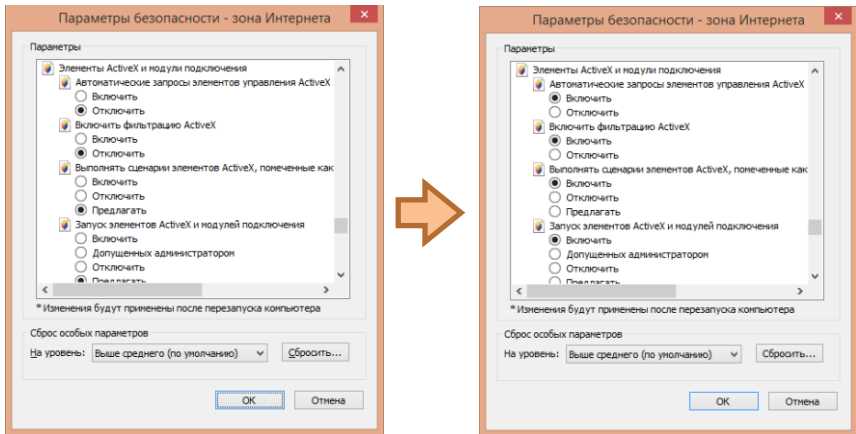 Параметры безопасности - зона Интернета
Параметры
Элементы ActiveX и модули подключения
Автоматические запросы элементов управления ActiveX
Включить
Отключить
Включить фильтрацию ActiveX
Включить
Отключить
Выполнять сценарии элементов ActiveX, помеченные как
Включить
Отключить
Предлагать
Запуск элементов ActiveX и модулей подключения
Включить
Допущенных администратором
Отключить
Предлагать
*Изменения будут применены после перезапуска компьютера
Сброс особых параметров
На уровень: Выше среднего (по умолчанию) Сбросить...
ОК Отмена
Параметры безопасности - зона Интернета
Параметры
Элементы ActiveX и модули подключения
Автоматические запросы элементов управления ActiveX
Включить
Отключить
Включить фильтрацию ActiveX
Включить
Отключить
Выполнять сценарии элементов ActiveX, помеченные как
Включить
Отключить
Предлагать
Запуск элементов ActiveX и модулей подключения
Включить
Допущенных администратором
Отключить
Предлагать
*Изменения будут применены после перезапуска компьютера
Сброс особых параметров
На уровень: Выше среднего (по умолчанию) Сбросить...
ОК Отмена